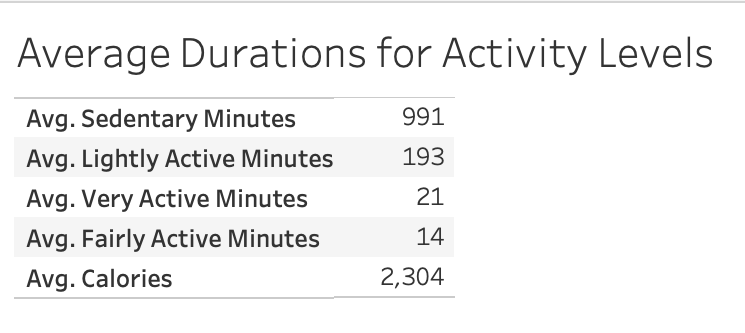 Average Durations for Activity Levels
Avg. Sedentary Minutes 991
Avg. Lightly Active Minutes 193
Avg. Very Active Minutes 21
Avg. Fairly Active Minutes 14
Avg. Calories 2,304